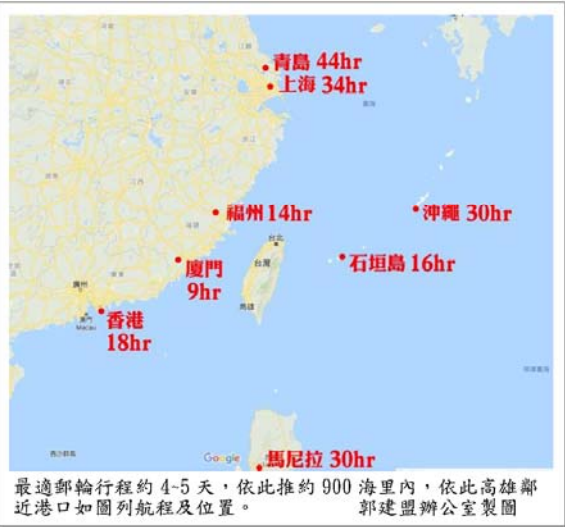 青島 44hr
上海 34hr
福州 14hr
沖繩 30hr
台北
台灣
石垣島 16hr
廈門
9hr
廣州
高雄
香港
18hr
澳門
Macau
Google
馬尼拉 30hr
最適郵輪行程約 4~5 天，依此推約 900 海里內，依此高雄鄰
近港口如圖列航程及位置。 郭建盟辦公室製圖